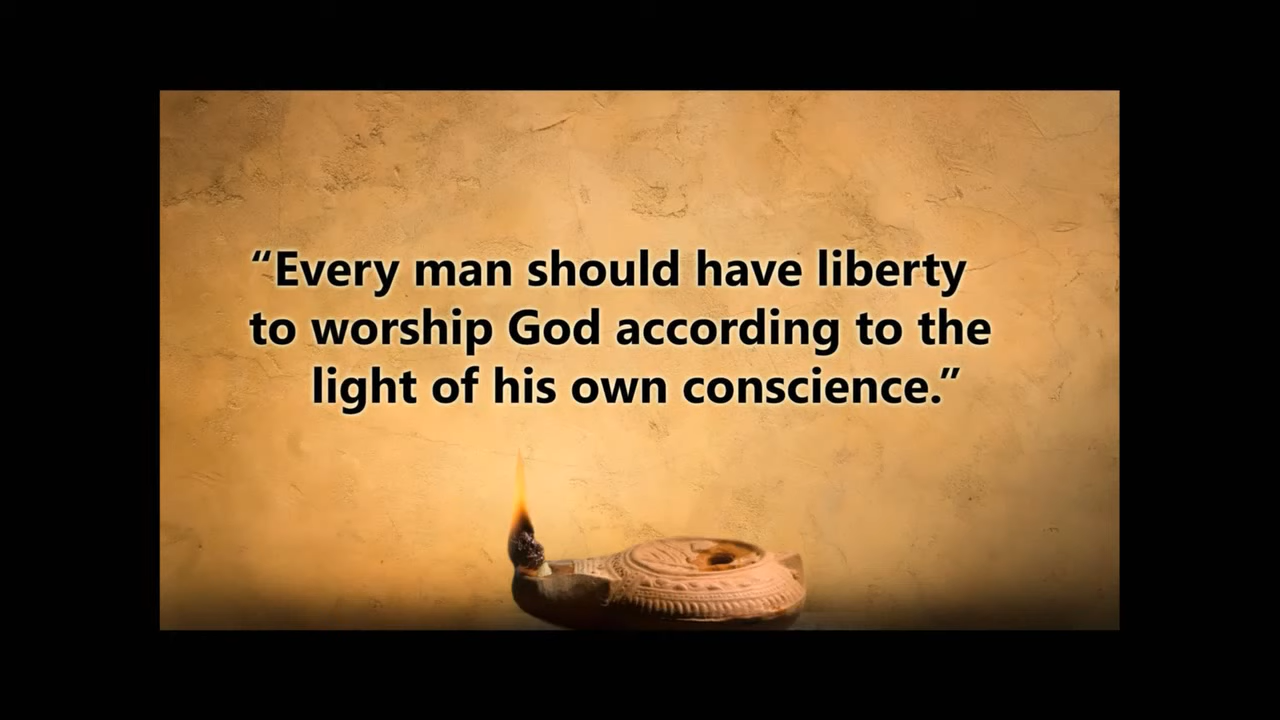 “Every man should have liberty
to worship God according to the
light of his own conscience.”